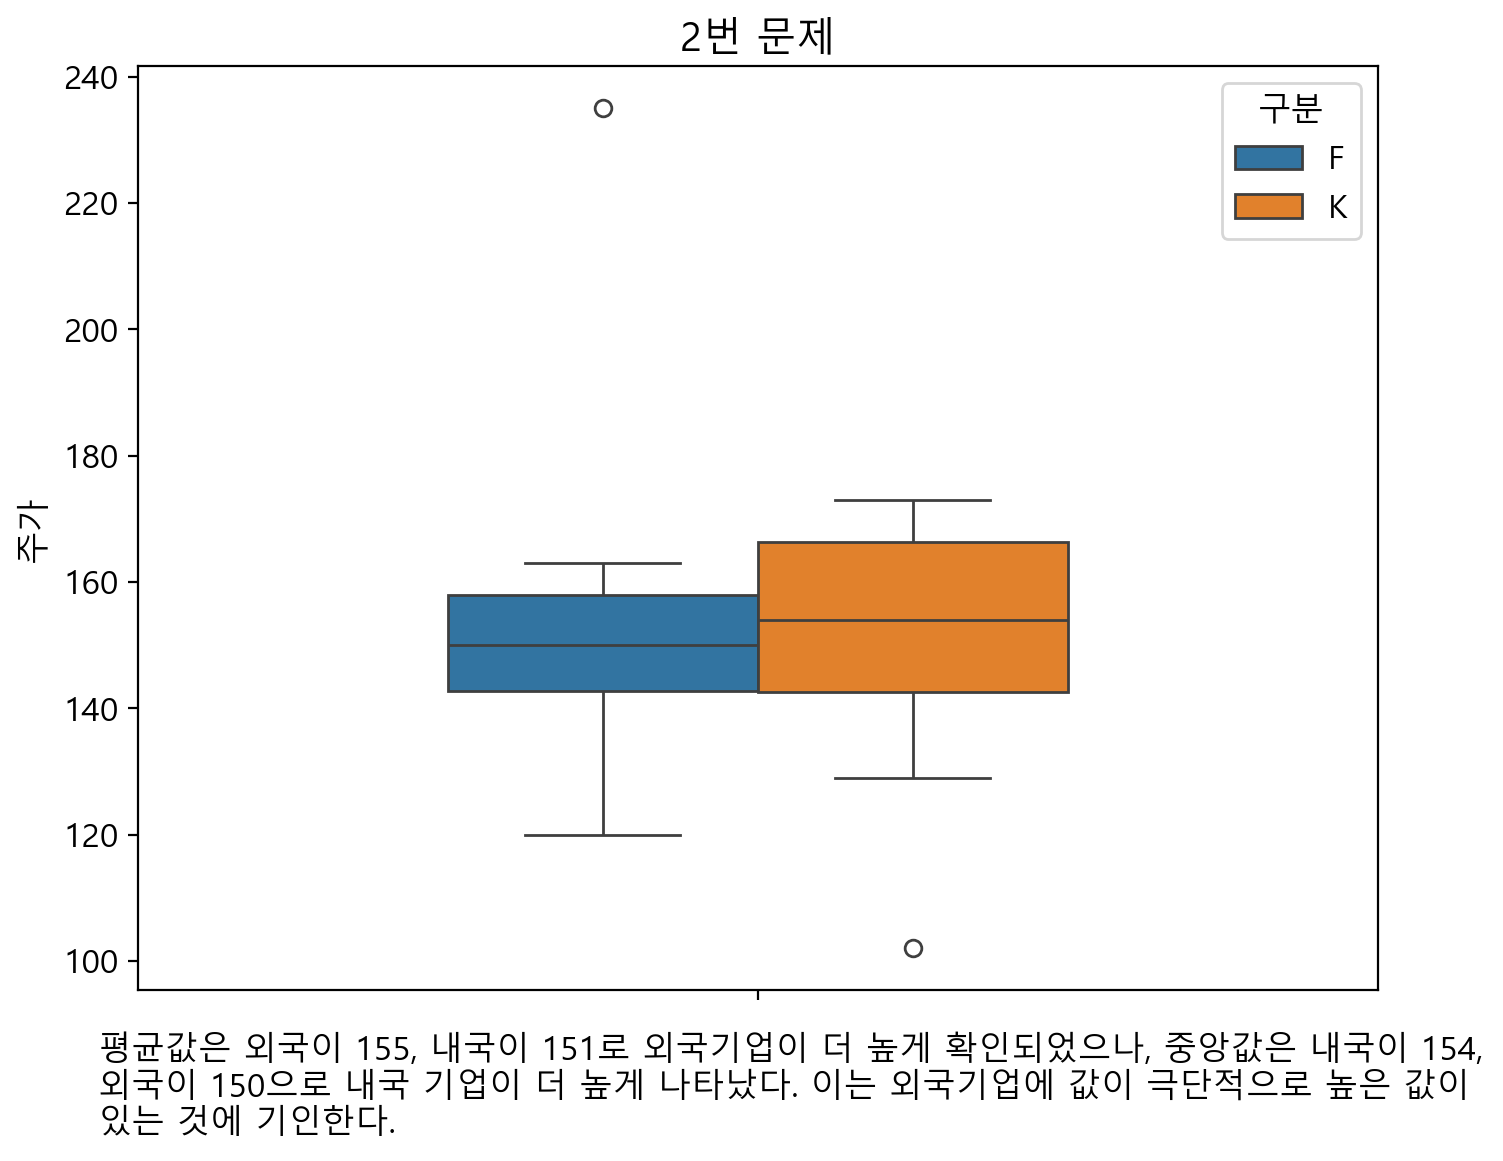 2번 문제
240
220
200
180
160
140
120
100
주가
구분
F
K
평균값은 외국이 155, 내국이 151로 외국기업이 더 높게 확인되었으나, 중앙값은 내국이 154,
외국이 150으로 내국 기업이 더 높게 나타났다. 이는 외국기업에 값이 극단적으로 높은 값이
있는 것에 기인한다.